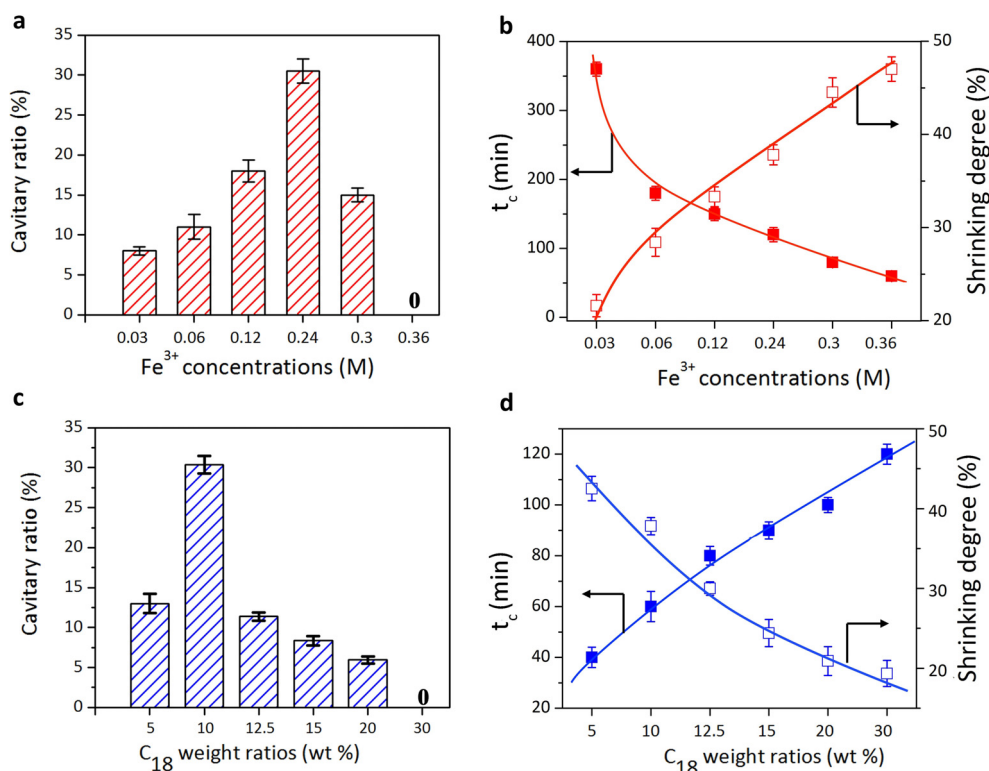 a
35
30
25
20
15
10
5
0
Cavitary ratio (%)
0
0.03 0.06 0.12 0.24 0.3 0.36
Fe3+ concentrations (M)
b
400
350
300
250
200
150
100
50
0
tc (min)
50
40
30
20
Shrinking degree (%)
0.03 0.06 0.12 0.24 0.3 0.36
Fe3+ concentrations (M)
c
35
30
25
20
15
10
5
0
Cavitary ratio (%)
0
5 10 12.5 15 20 30
C18 weight ratios (wt %)
d
120
100
80
60
40
20
tc (min)
50
40
30
20
Shrinking degree (%)
5 10 12.5 15 20 30
C18 weight ratios (wt %)